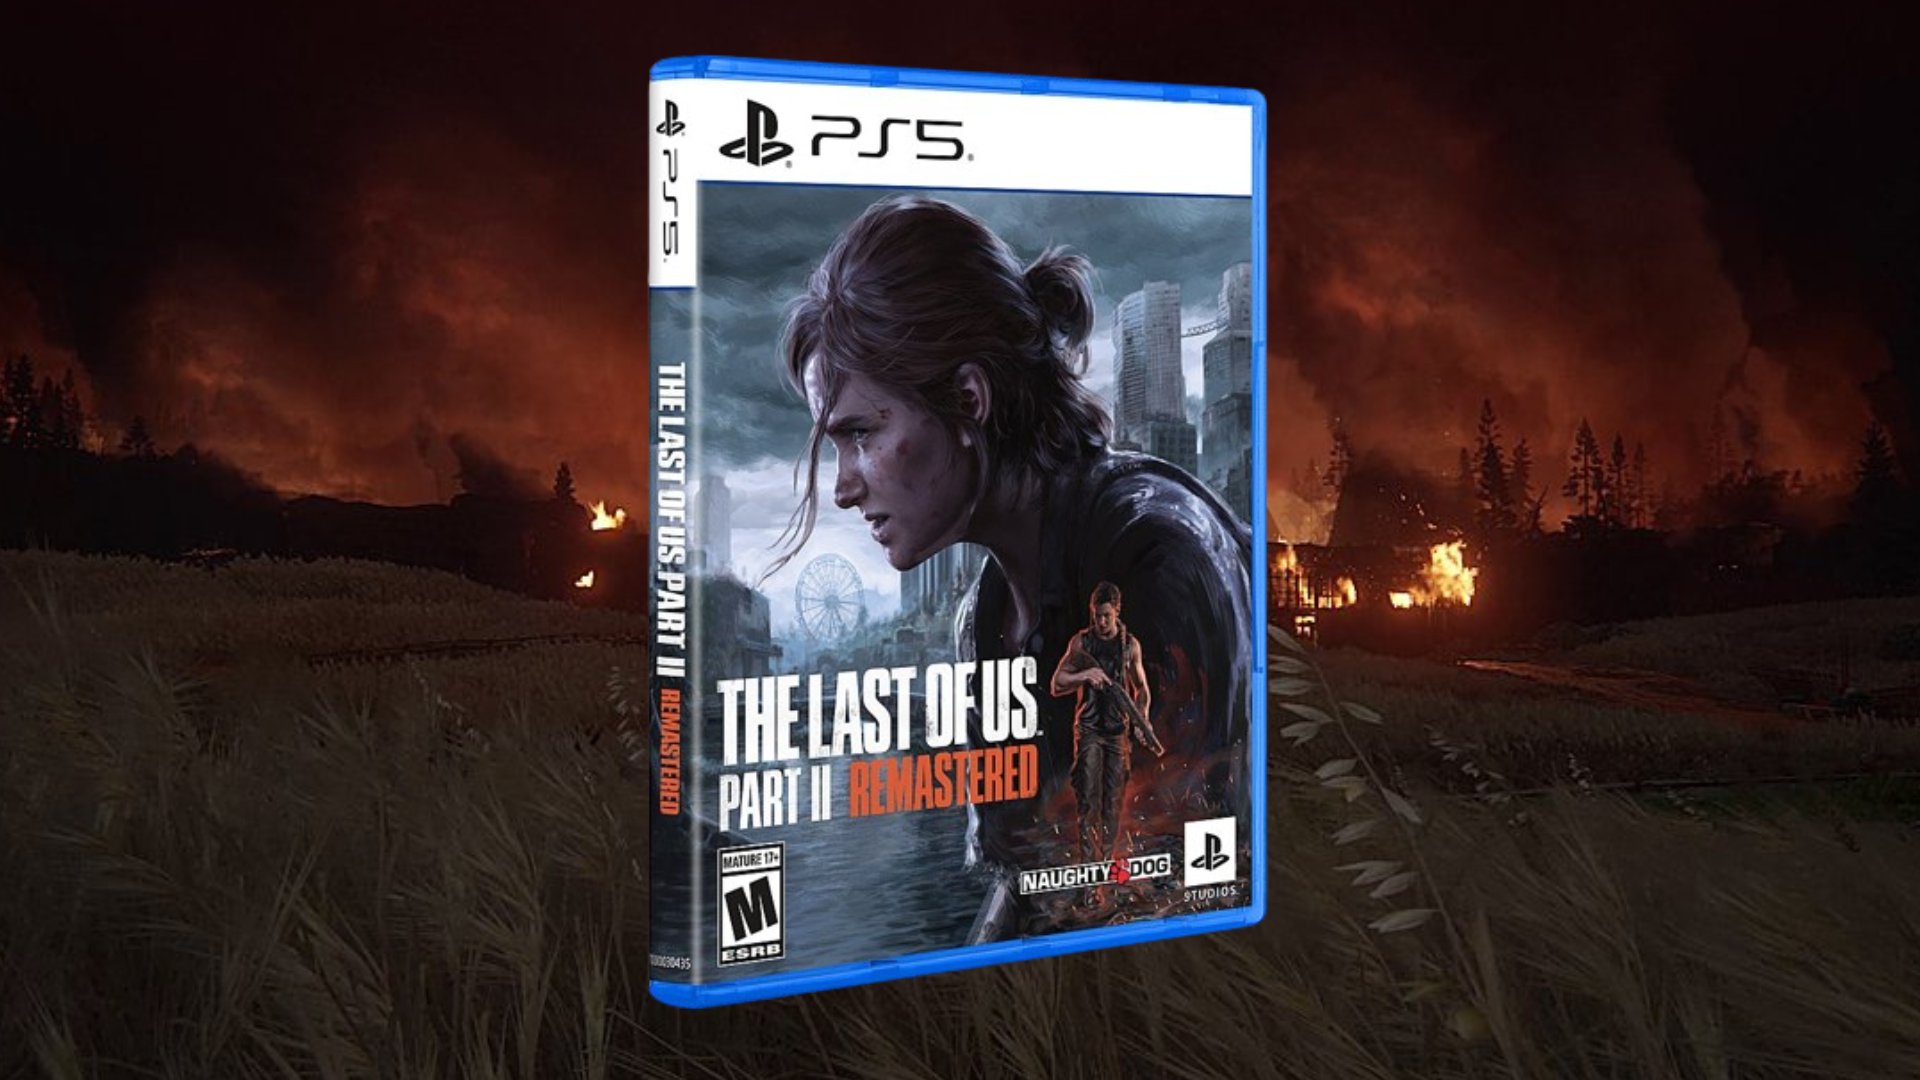 PS5
PS5
THE LAST OF US PART II REMASTERED
THE LAST OF US
PART II REMASTERED
MATURE 17+
M
ESRB
NAUGHTY DOG
STUDIOS